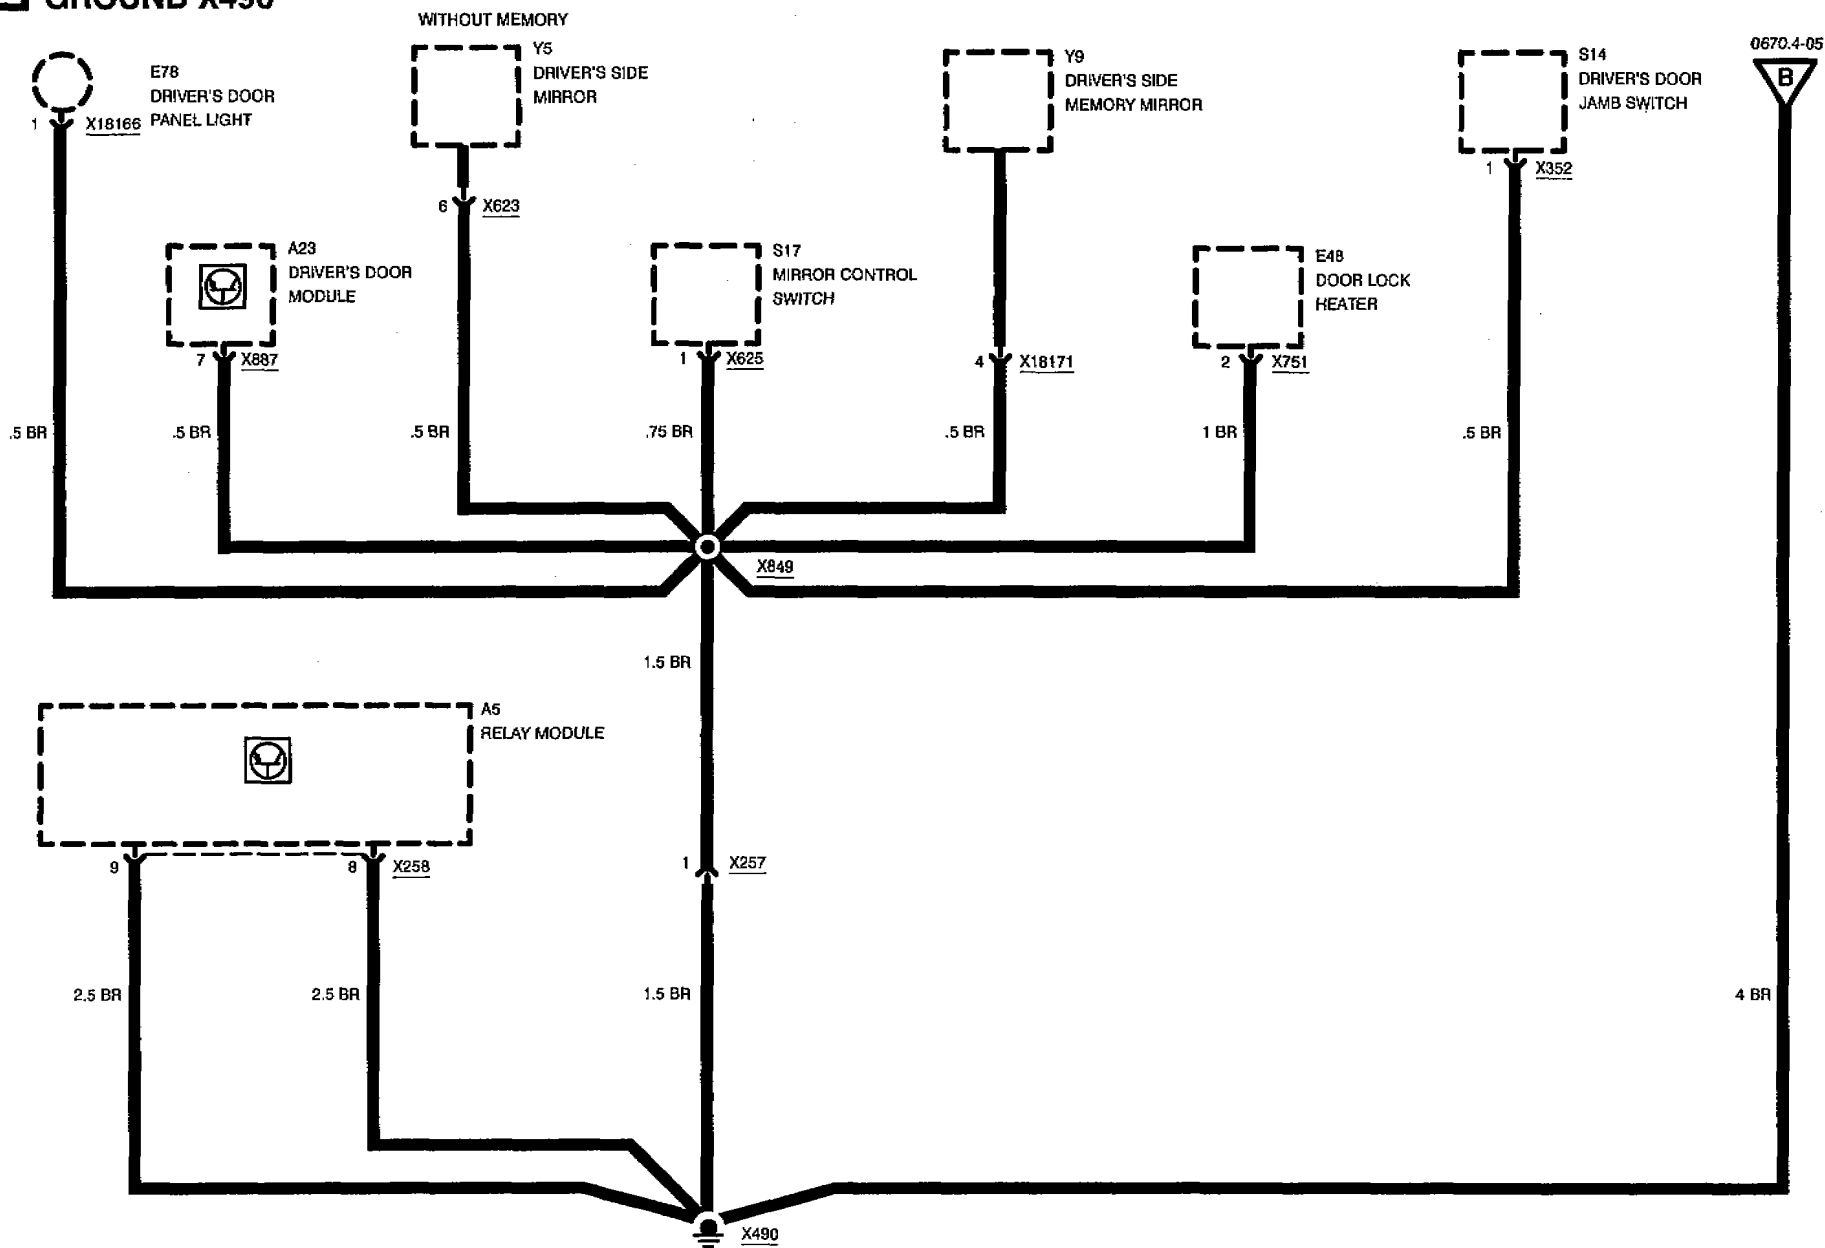 GROUND X490
WITHOUT MEMORY
E78
DRIVER'S DOOR
PANEL LIGHT
1 X18166
Y5
DRIVER'S SIDE
MIRROR
6 X623
Y9
DRIVER'S SIDE
MEMORY MIRROR
S14
DRIVER'S DOOR
JAMB SWITCH
1 X352
0670.4-05
B
A23
DRIVER'S DOOR
MODULE
7 X887
S17
MIRROR CONTROL
SWITCH
1 X625
4 X18171
E48
DOOR LOCK
HEATER
2 X751
.5 BR
.5 BR
.5 BR
.75 BR
.5 BR
1 BR
.5 BR
X849
1.5 BR
A5
RELAY MODULE
9
8 X258
1 X257
2.5 BR
2.5 BR
1.5 BR
4 BR
X490